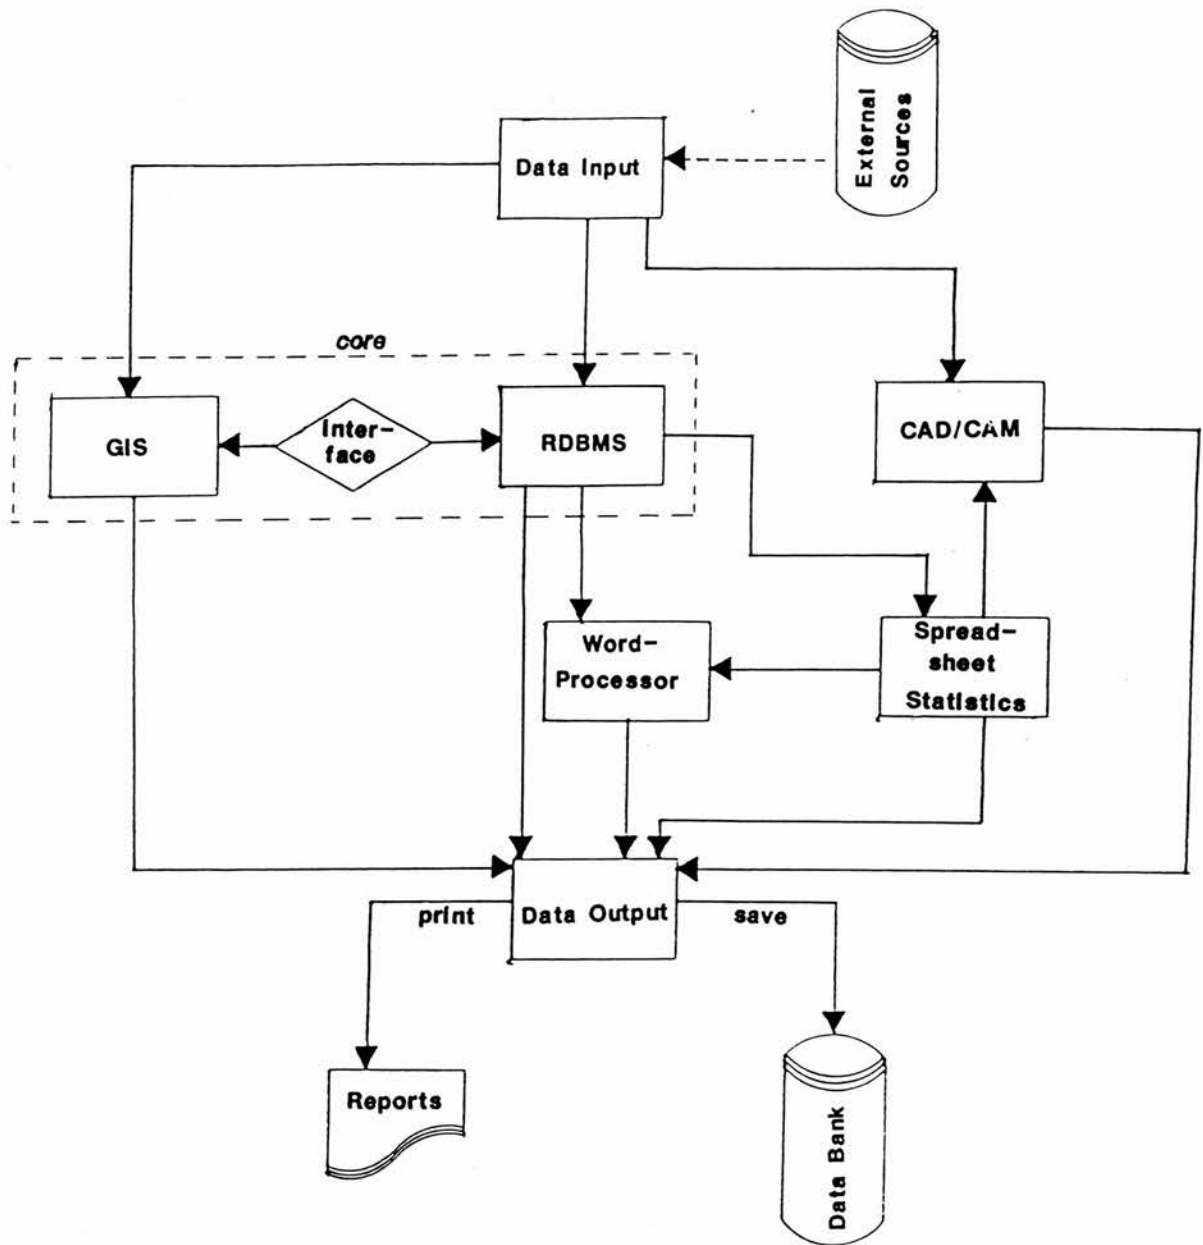 External
Sources
Data Input
core
GIS
Inter-
face
RDBMS
CAD/CAM
Word-
Processor
Spread-
sheet
Statistics
Data Output
print
save
Reports
Data Bank